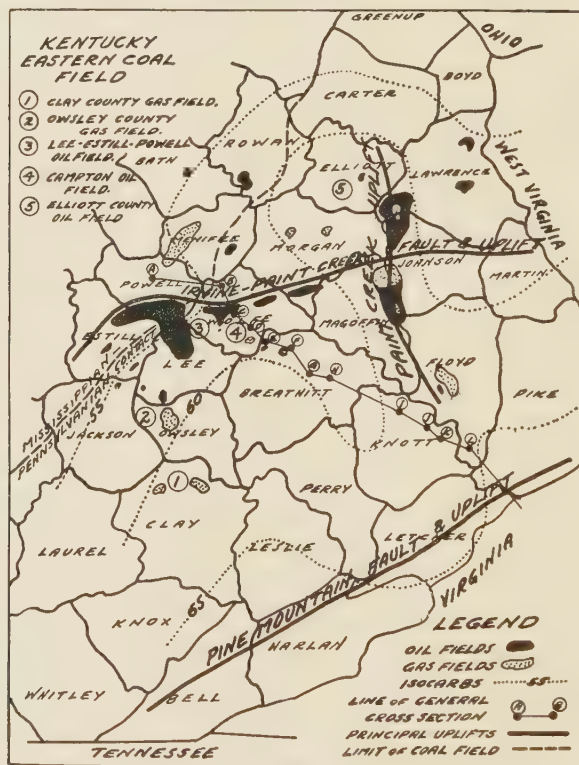 KENTUCKY
EASTERN COAL
FIELD
① CLAY COUNTY GAS FIELD.
② OWSLEY COUNTY
GAS FIELD.
③ LEE-ESTILL-POWELL
OIL FIELD.
④ CAMPTON OIL
FIELD.
⑤ ELLIOTT COUNTY
OIL FIELD
GREENUP
OHIO
BOYD
CARTER
ROWAN
BATH
ELLIOTT
⑤
LAWRENCE
WEST VIRGINIA
MENIFEE
MORGAN
PAINT CREEK UPLIFT
IRVINE-PAINT-CREEK FAULT & UPLIFT
POWELL
JOHNSON
MARTIN
ESTILL
③
④
LEE
MAGOFFIN
FLOYD
PIKE
MISSISSIPPIAN
PENNSYLVANIAN CONTACT
55
60
BREATHITT
JACKSON
②
OWSLEY
KNOTT
①
CLAY
PERRY
LAUREL
LESLIE
LETCHER
PINE MOUNTAIN FAULT & UPLIFT
VIRGINIA
KNOX
65
HARLAN
WHITLEY
BELL
TENNESSEE
LEGEND
OIL FIELDS
GAS FIELDS
ISOCARBS 55
LINE OF GENERAL
CROSS SECTION
PRINCIPAL UPLIFTS
LIMIT OF COAL FIELD